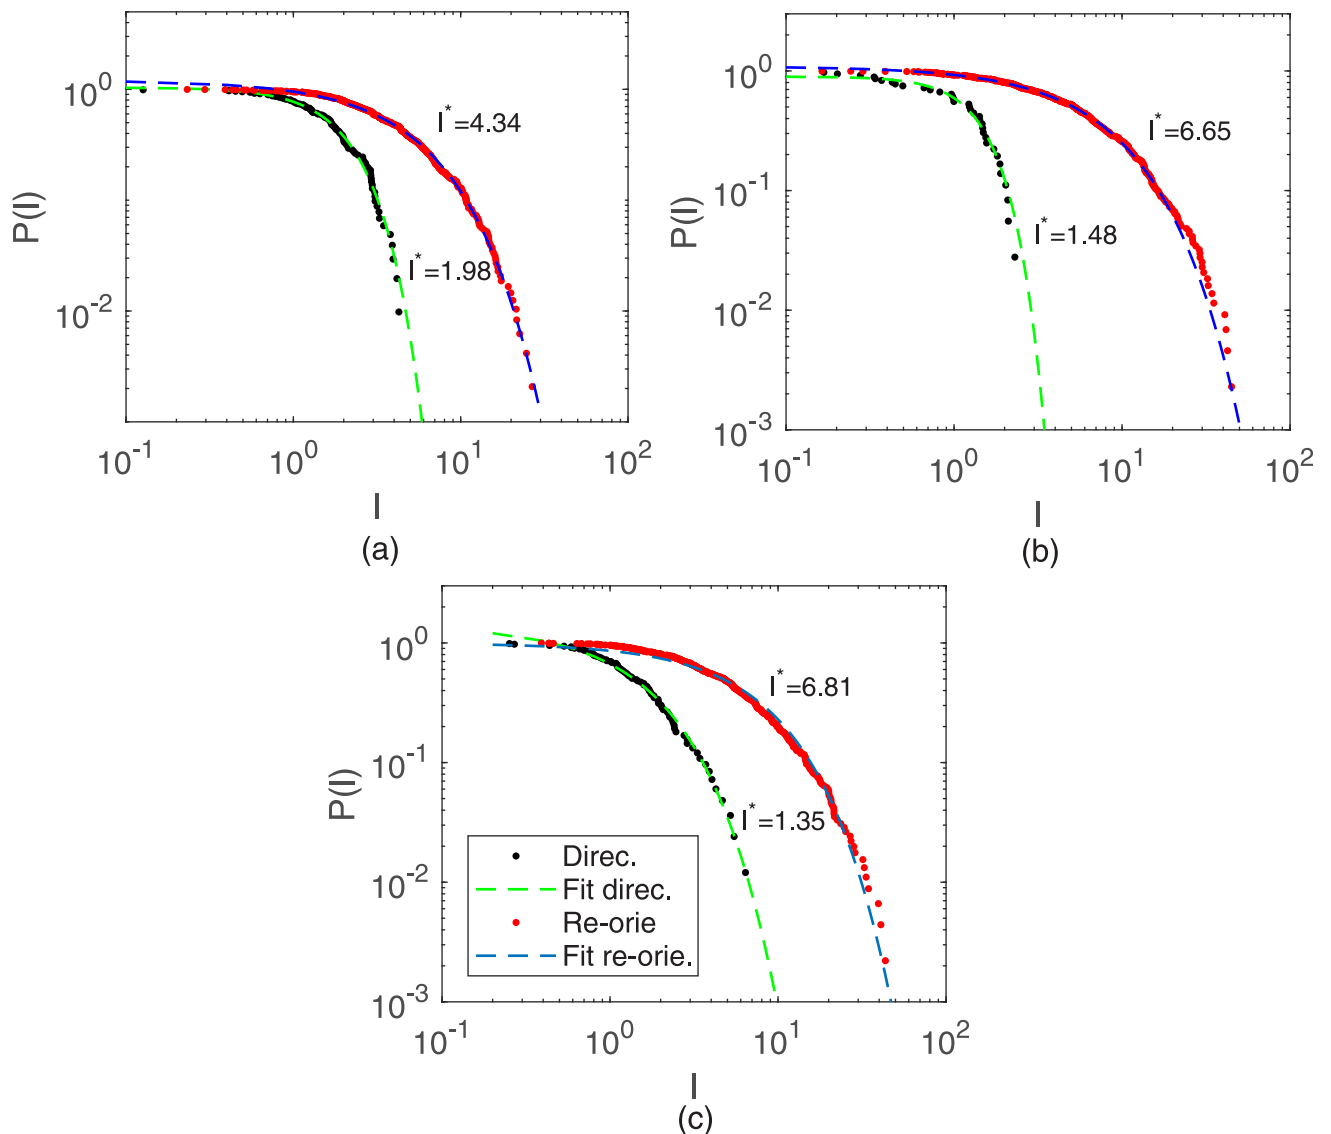 10^0
10^-2
P(I)
I*=4.34
I*=1.98
10^-1 10^0 10^1 10^2
I
(a)
10^0
10^-1
10^-2
10^-3
P(I)
I*=6.65
I*=1.48
10^-1 10^0 10^1 10^2
I
(b)
10^0
10^-1
10^-2
10^-3
P(I)
I*=6.81
I*=1.35
Direc.
Fit direc.
Re-orie
Fit re-orie.
10^-1 10^0 10^1 10^2
I
(c)